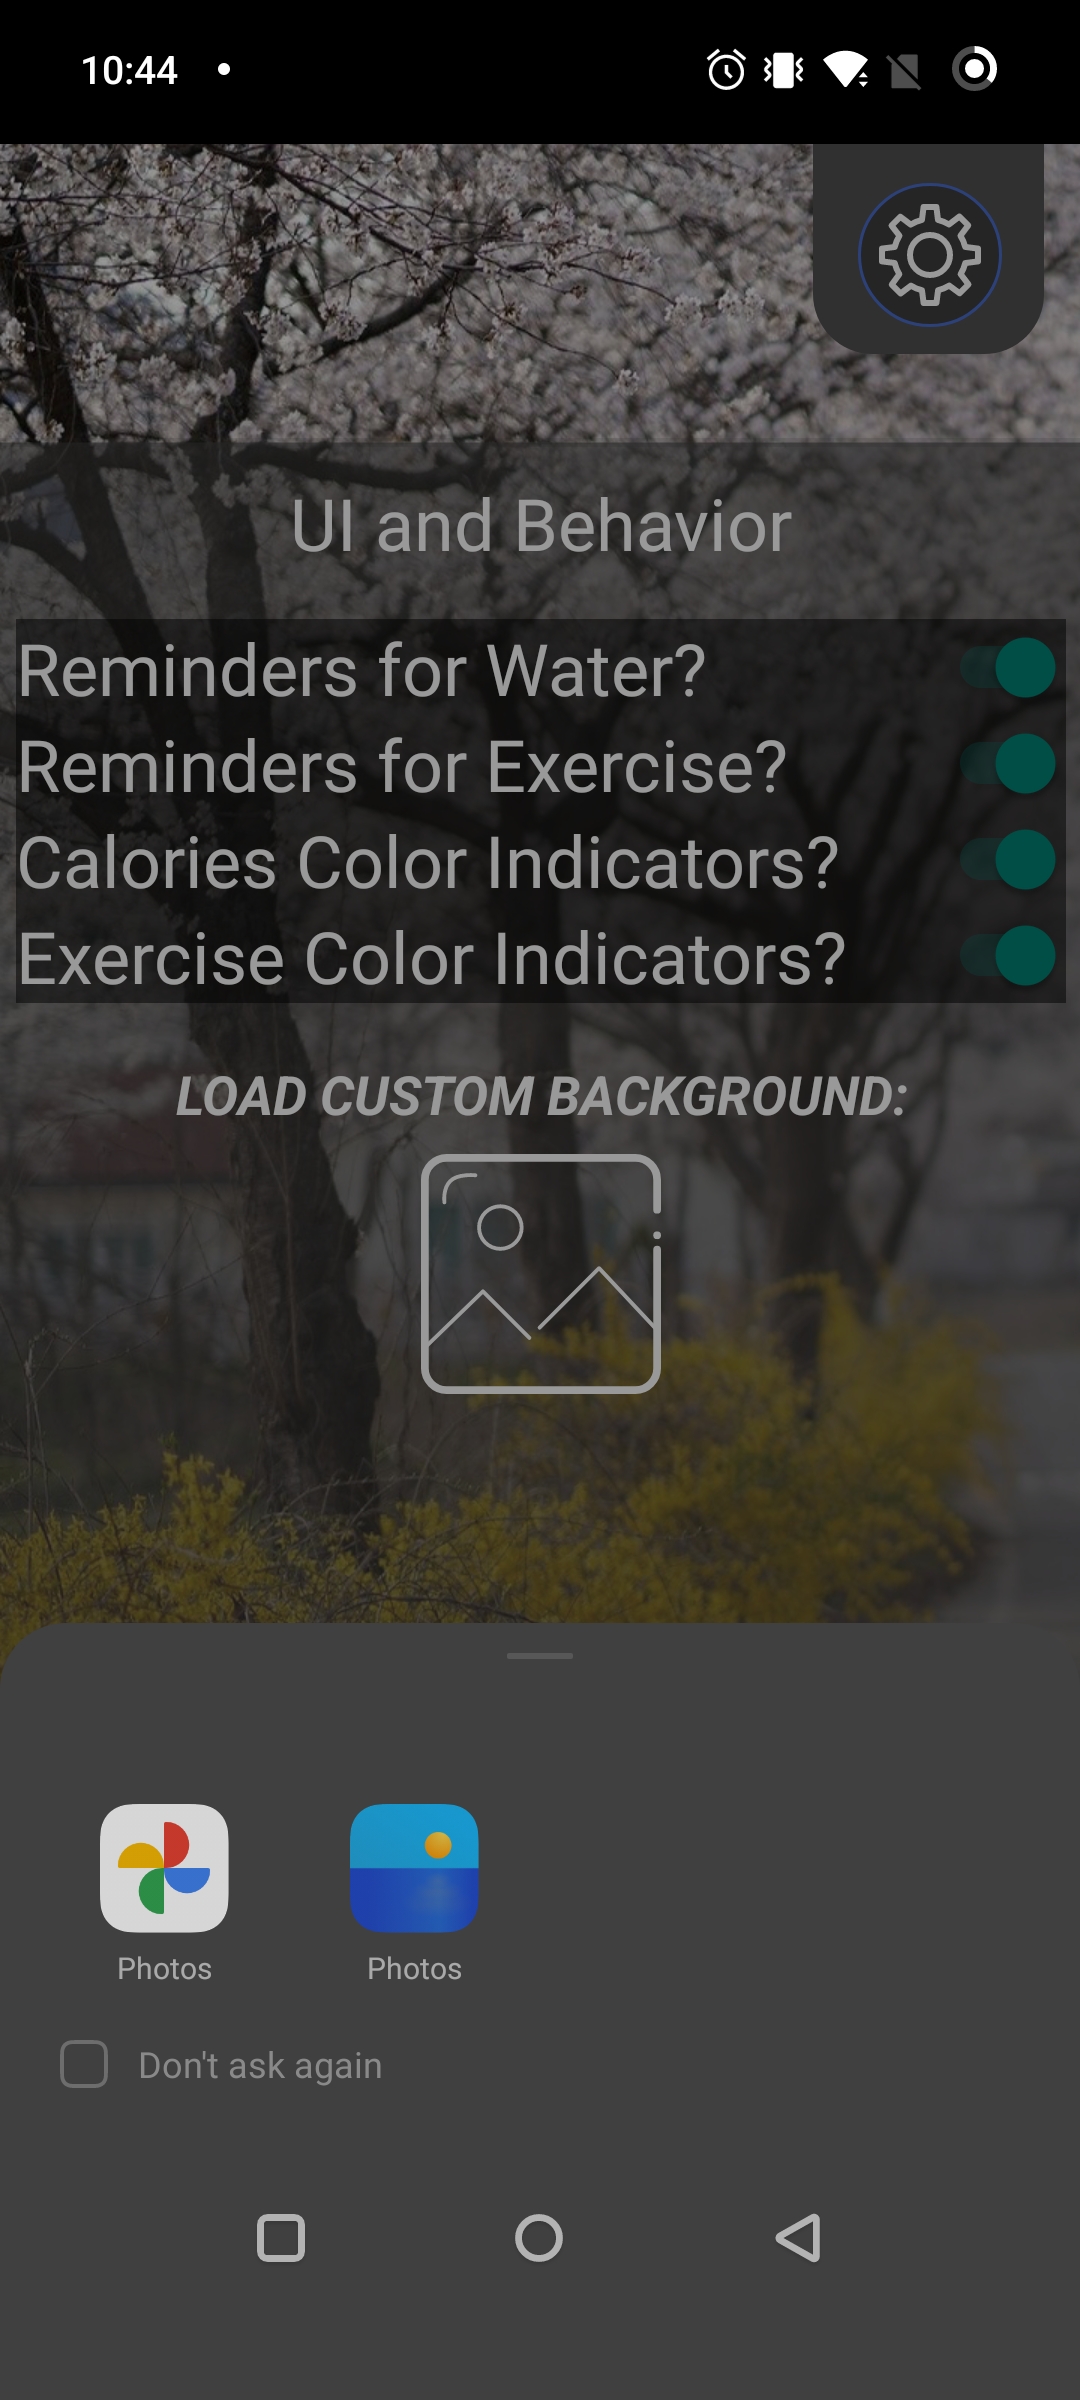 10:44
UI and Behavior
Reminders for Water?
Reminders for Exercise?
Calories Color Indicators?
Exercise Color Indicators?
LOAD CUSTOM BACKGROUND:
Photos Photos
Don't ask again